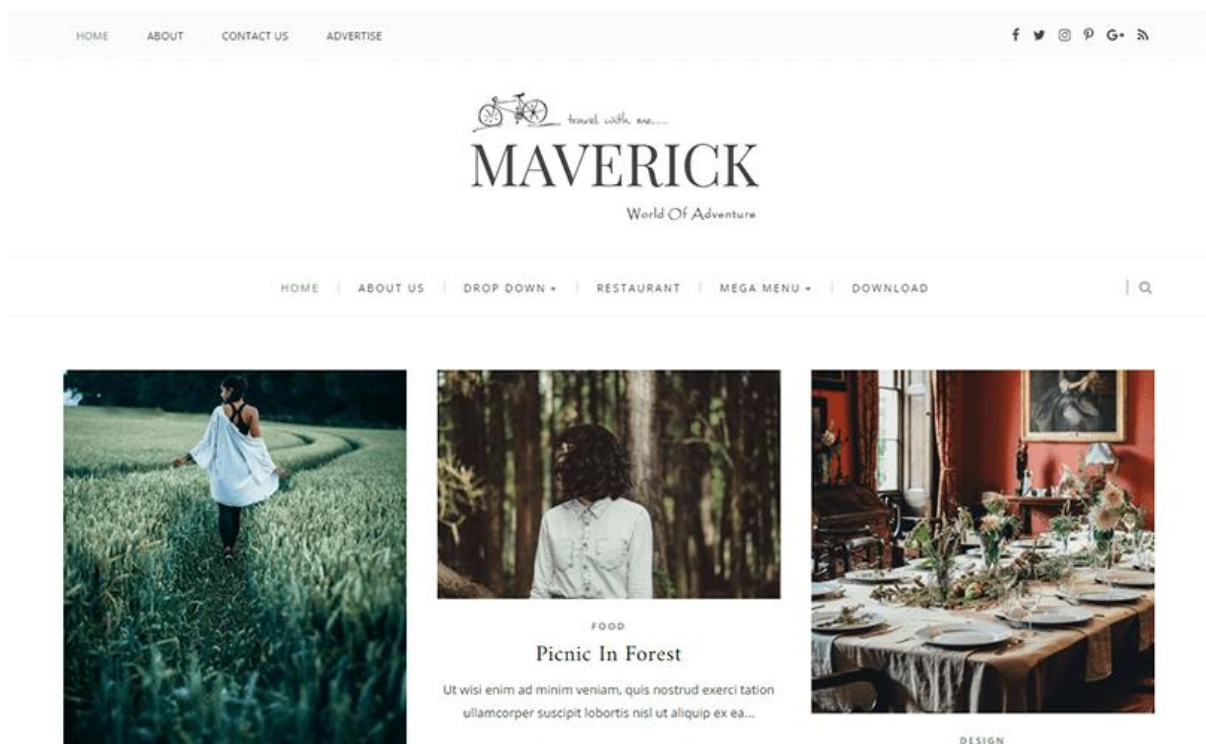 HOME ABOUT CONTACT US ADVERTISE
travel with me.....
MAVERICK
World Of Adventure
HOME ABOUT US DROP DOWN RESTAURANT MEGA MENU DOWNLOAD
FOOD
Picnic In Forest
Ut wisi enim ad minim veniam, quis nostrud exerci tation
ullamcorper suscipit lobortis nisl ut aliquip ex ea...
DESIGN